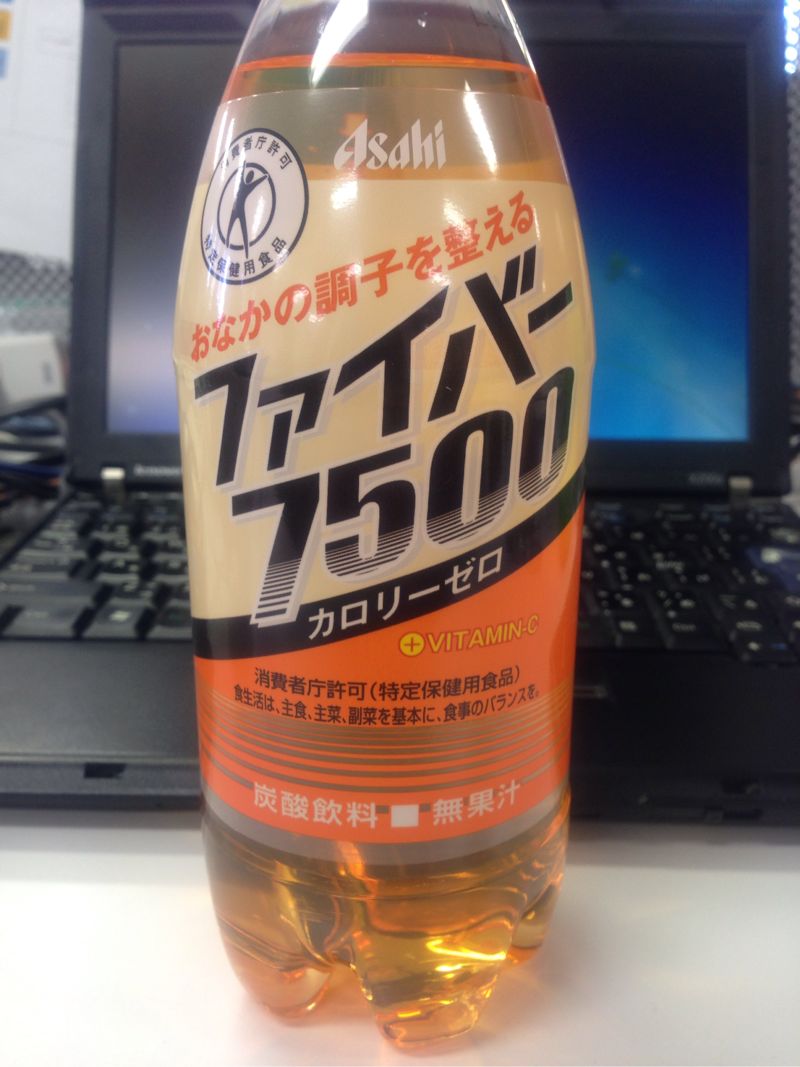 Asahi
消費者庁許可
特定保健用食品
おなかの調子を整える
ファイバー
7500
カロリーゼロ
+VITAMIN-C
消費者庁許可(特定保健用食品)
食生活は、主食、主菜、副菜を基本に、食事のバランスを。
炭酸飲料■無果汁
lenovo